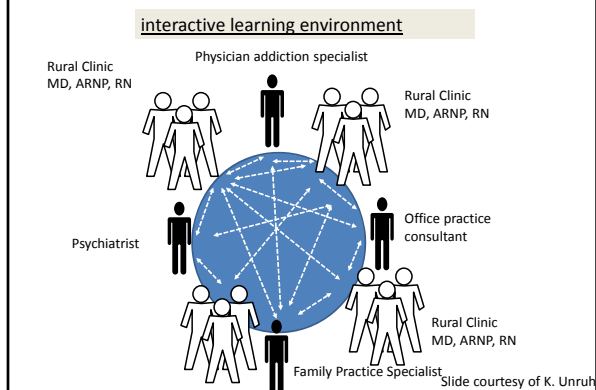 interactive learning environment
Physician addiction specialist
Rural Clinic
MD, ARNP, RN
Rural Clinic
MD, ARNP, RN
Psychiatrist
Office practice
consultant
Rural Clinic
MD, ARNP, RN
Family Practice Specialist
Slide courtesy of K. Unruh